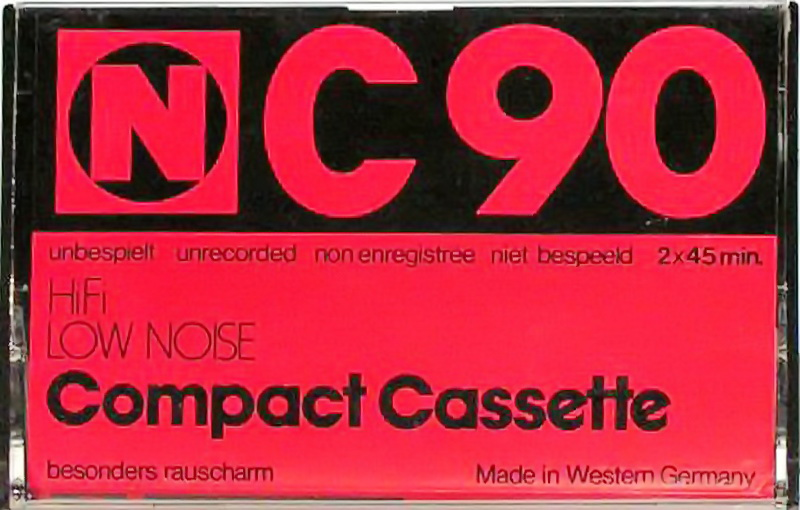 N C90
unbespielt unrecorded non enregistree niet bespeeld 2x45 min.
HiFi
LOW NOISE
Compact Cassette
besonders rauscharm Made in Western Germany